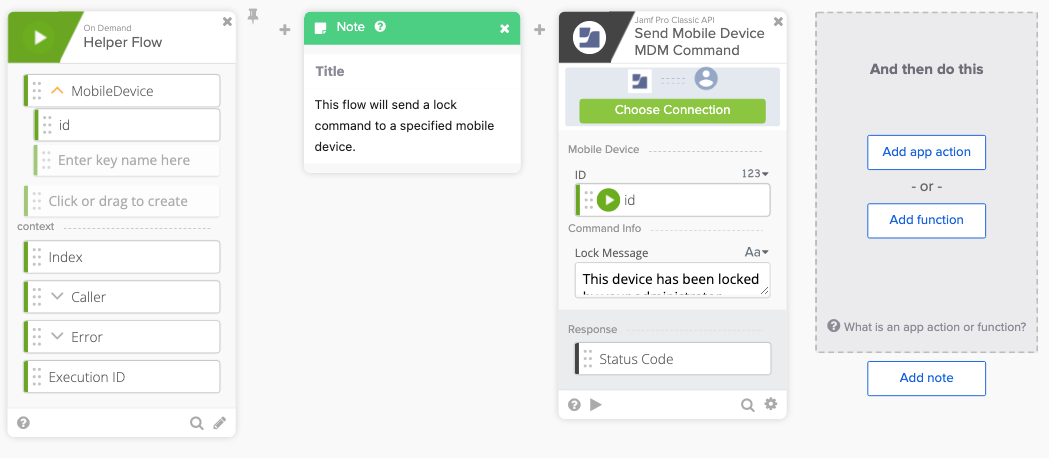 On Demand
Helper Flow
MobileDevice
id
Enter key name here
Click or drag to create
context
Index
Caller
Error
Execution ID
Note
Title
This flow will send a lock
command to a specified mobile
device.
Jamf Pro Classic API
Send Mobile Device
MDM Command
Choose Connection
Mobile Device
ID 123
id
Command Info
Lock Message Aa
This device has been locked
Response
Status Code
And then do this
Add app action
- or -
Add function
What is an app action or function?
Add note